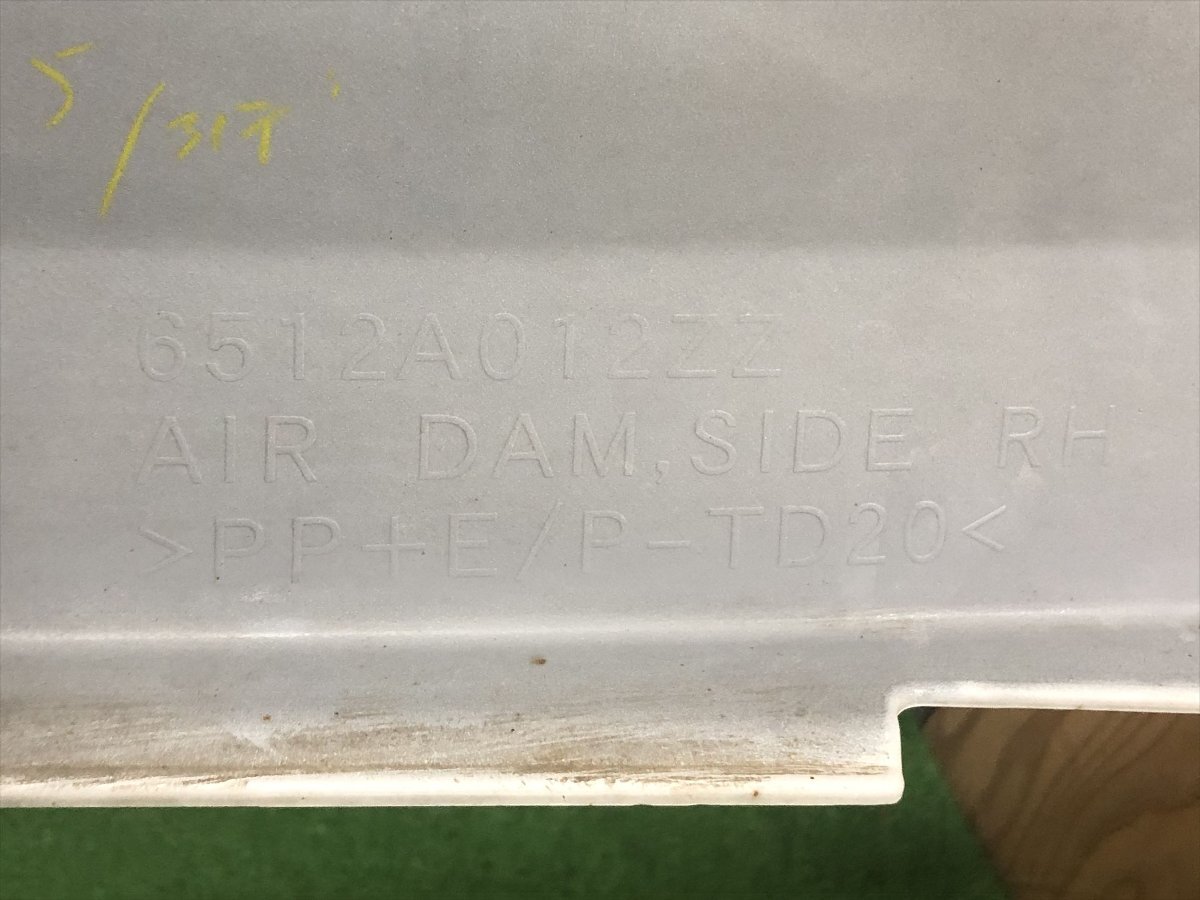 6512A012ZZ
AIR DAM, SIDE RH
>PP+E/P-TD20<